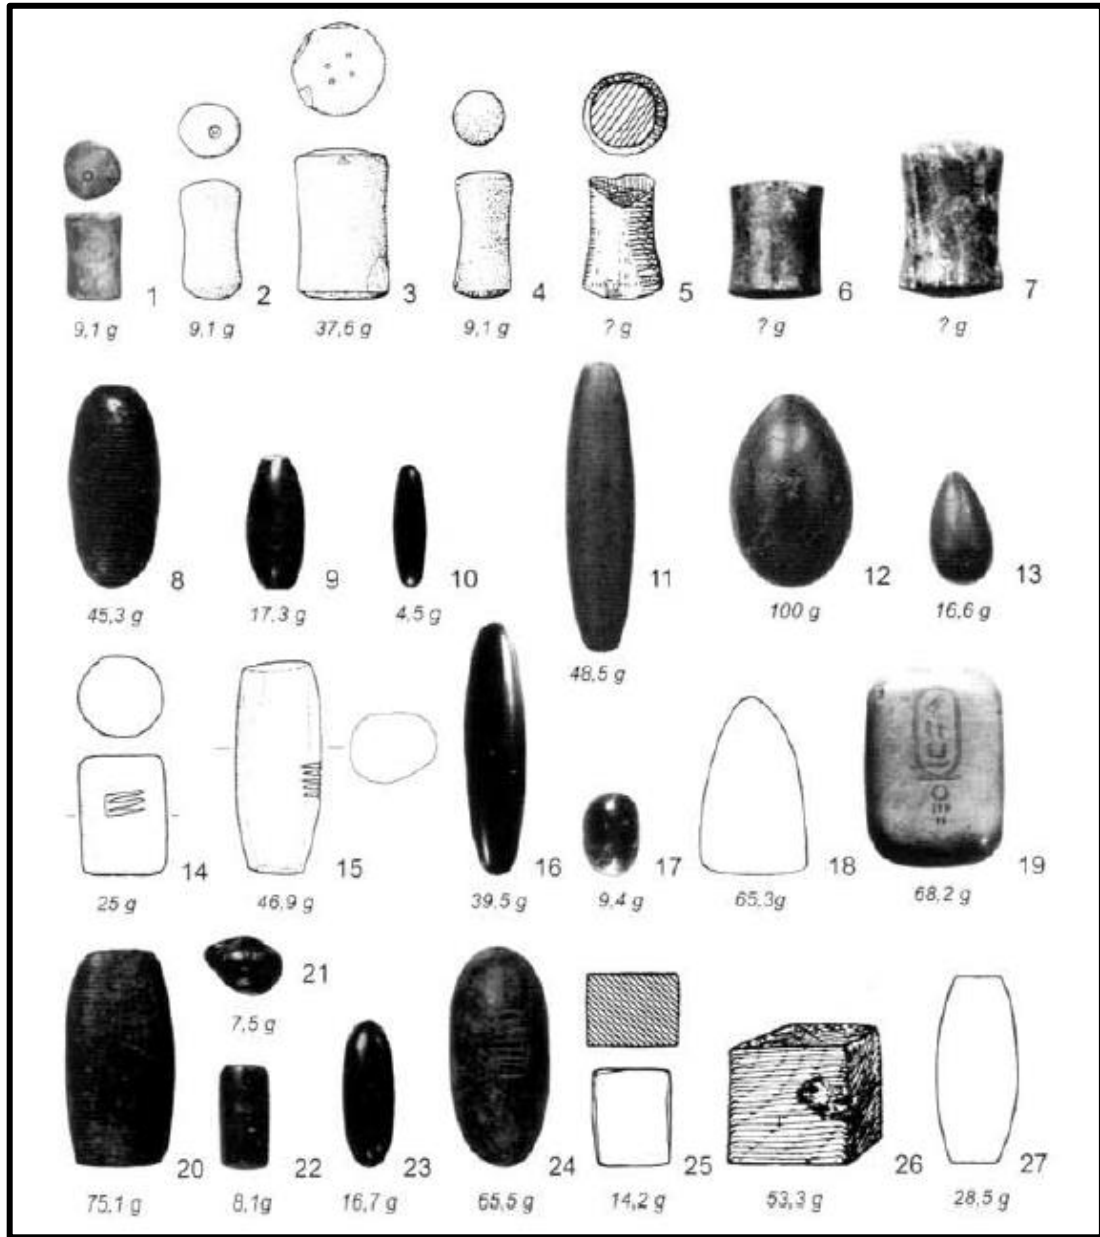 1 2 3 4 5 6 7
9,1 g 9,1 g 37,6 g 9,1 g ? g ? g ? g
8 9 10 11 12 13
45,3 g 17,3 g 4,5 g 48,5 g 100 g 16,6 g
14 15 16 17 18 19
25 g 46,9 g 39,5 g 9,4 g 65,3g 68,2 g
20 21 22 23 24 25 26 27
75,1 g 7,5 g 8,1g 16,7 g 65,5 g 14,2 g 53,3 g 28,5 g